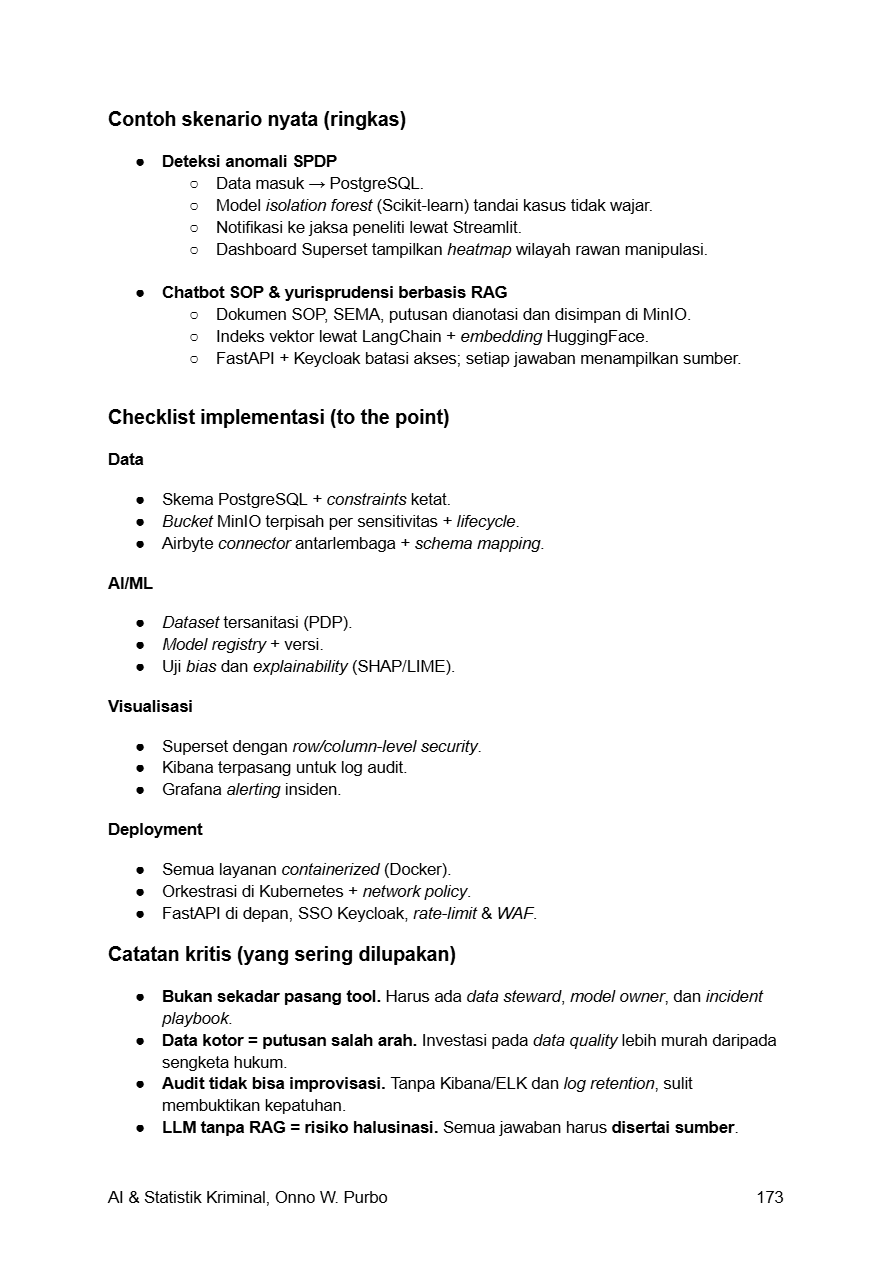 Contoh skenario nyata (ringkas)
● Deteksi anomali SPDP
○ Data masuk → PostgreSQL.
○ Model isolation forest (Scikit-learn) tandai kasus tidak wajar.
○ Notifikasi ke jaksa peneliti lewat Streamlit.
○ Dashboard Superset tampilkan heatmap wilayah rawan manipulasi.
● Chatbot SOP & yurisprudensi berbasis RAG
○ Dokumen SOP, SEMA, putusan dianotasi dan disimpan di MinIO.
○ Indeks vektor lewat LangChain + embedding HuggingFace.
○ FastAPI + Keycloak batasi akses; setiap jawaban menampilkan sumber.
Checklist implementasi (to the point)
Data
● Skema PostgreSQL + constraints ketat.
● Bucket MinIO terpisah per sensitivitas + lifecycle.
● Airbyte connector antarlembaga + schema mapping.
AI/ML
● Dataset tersanitasi (PDP).
● Model registry + versi.
● Uji bias dan explainability (SHAP/LIME).
Visualisasi
● Superset dengan row/column-level security.
● Kibana terpasang untuk log audit.
● Grafana alerting insiden.
Deployment
● Semua layanan containerized (Docker).
● Orkestrasi di Kubernetes + network policy.
● FastAPI di depan, SSO Keycloak, rate-limit & WAF.
Catatan kritis (yang sering dilupakan)
● Bukan sekadar pasang tool. Harus ada data steward, model owner, dan incident
playbook.
● Data kotor = putusan salah arah. Investasi pada data quality lebih murah daripada
sengketa hukum.
● Audit tidak bisa improvisasi. Tanpa Kibana/ELK dan log retention, sulit
membuktikan kepatuhan.
● LLM tanpa RAG = risiko halusinasi. Semua jawaban harus disertai sumber.
AI & Statistik Kriminal, Onno W. Purbo 173